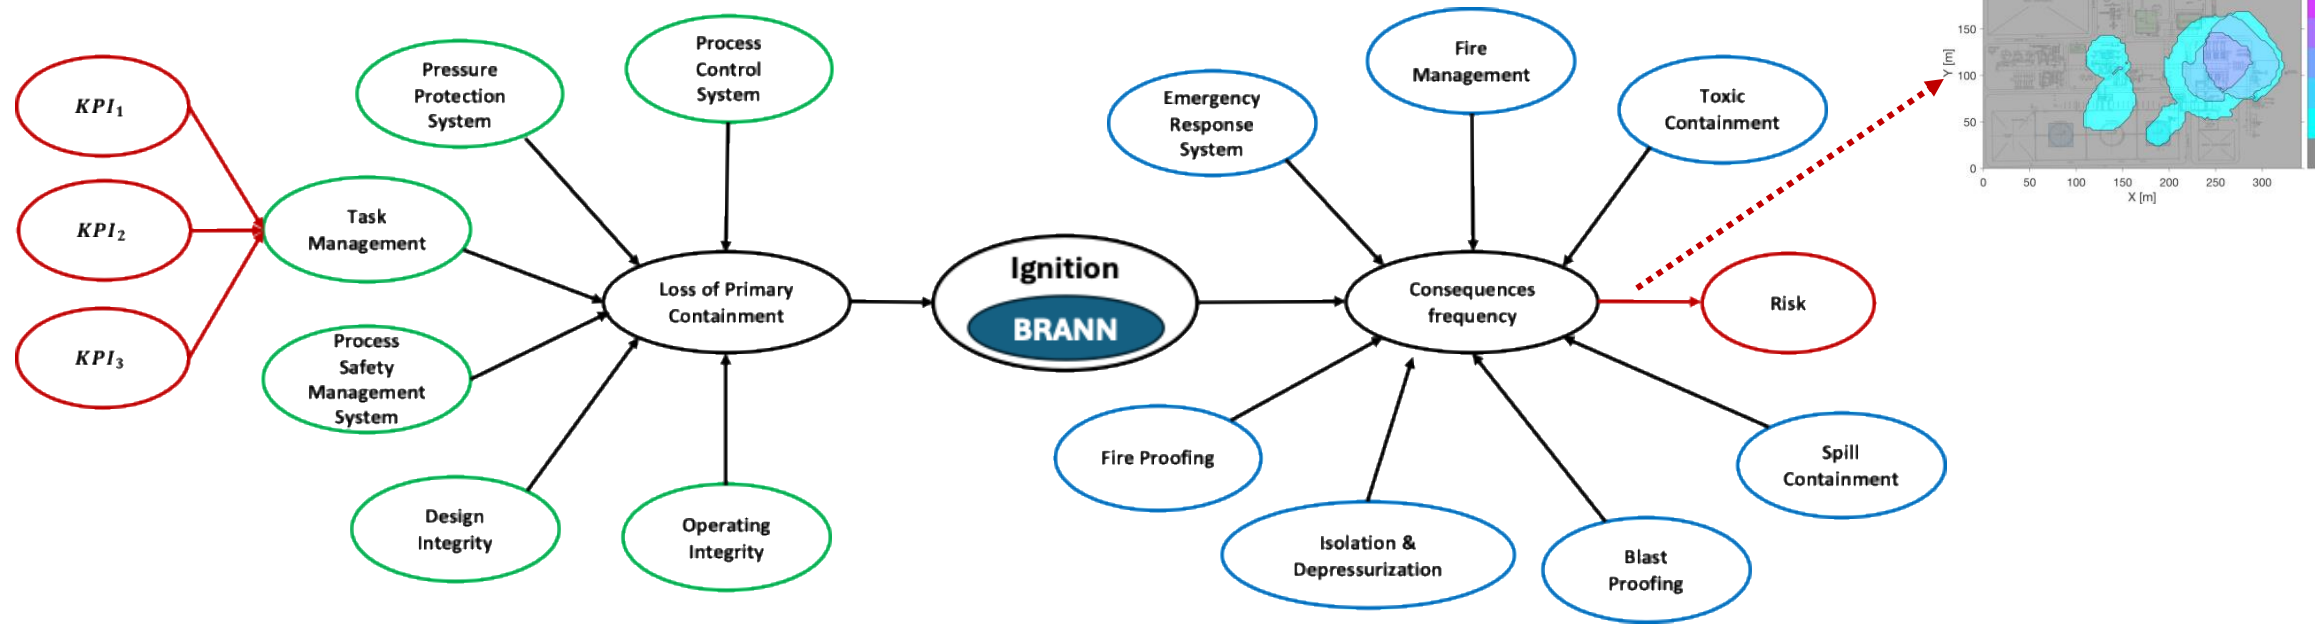 KPI1
KPI2
KPI3
Pressure
Protection
System
Process
Control
System
Task
Management
Process
Safety
Management
System
Design
Integrity
Operating
Integrity
Loss of Primary
Containment
Ignition
BRANN
Emergency
Response
System
Fire
Management
Toxic
Containment
Consequences
frequency
Risk
Fire Proofing
Isolation &
Depressurization
Blast
Proofing
Spill
Containment
Y [m]
150
100
50
0
0 50 100 150 200 250 300
X [m]